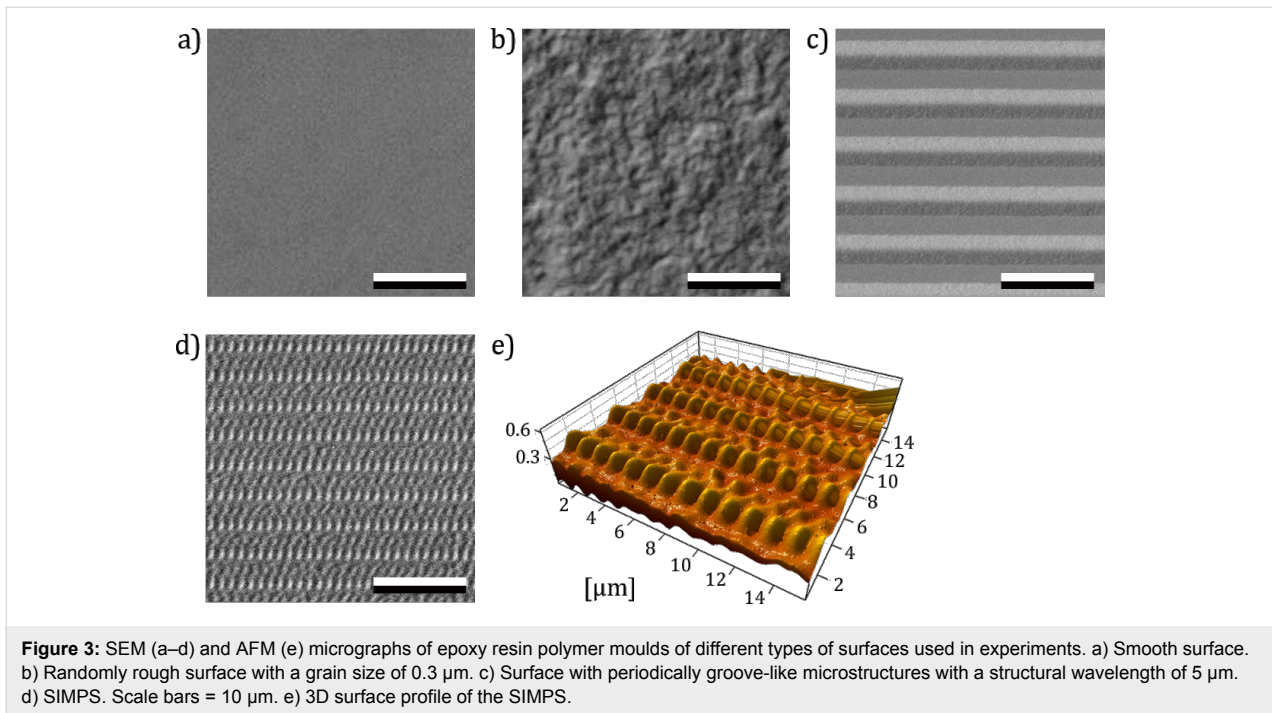 a)
b)
c)
d)
e)
0.6
0.3
2
4
6
8
10
12
14
14
12
10
8
6
4
2
[µm]
Figure 3: SEM (a–d) and AFM (e) micrographs of epoxy resin polymer moulds of different types of surfaces used in experiments. a) Smooth surface.
b) Randomly rough surface with a grain size of 0.3 µm. c) Surface with periodically groove-like microstructures with a structural wavelength of 5 µm.
d) SIMPS. Scale bars = 10 µm. e) 3D surface profile of the SIMPS.